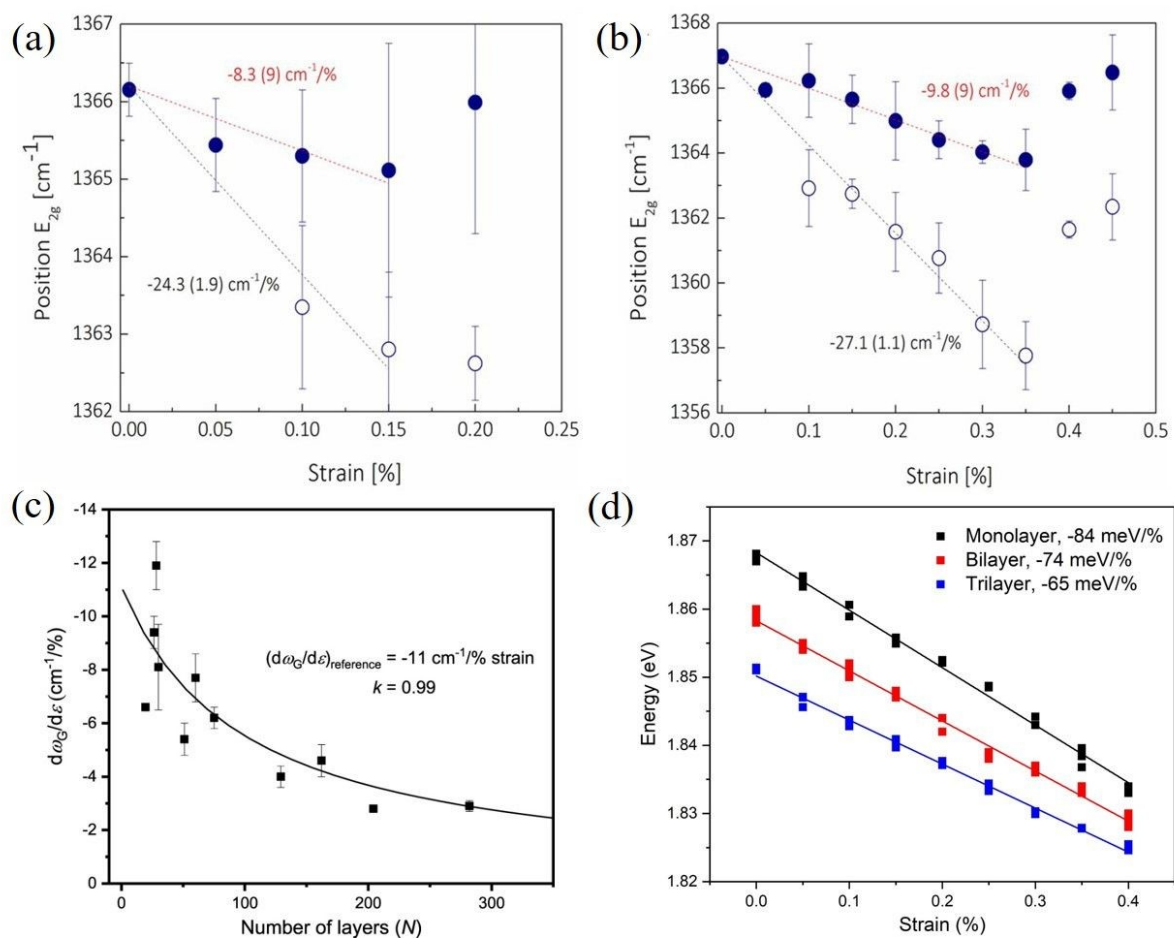 (a)
1367
1366
1365
1364
1363
1362
Position E2g [cm-1]
-8.3 (9) cm-1/%
-24.3 (1.9) cm-1/%
0.00 0.05 0.10 0.15 0.20 0.25
Strain [%]
(b)
1368
1366
1364
1362
1360
1358
1356
Position E2g [cm-1]
-9.8 (9) cm-1/%
-27.1 (1.1) cm-1/%
0.0 0.1 0.2 0.3 0.4 0.5
Strain [%]
(c)
-14
-12
-10
-8
-6
-4
-2
0
dωG/dε (cm-1/%)
(dωG/dε)reference = -11 cm-1/% strain
k = 0.99
0 100 200 300
Number of layers (N)
(d)
1.87
1.86
1.85
1.84
1.83
1.82
Energy (eV)
Monolayer, -84 meV/%
Bilayer, -74 meV/%
Trilayer, -65 meV/%
0.0 0.1 0.2 0.3 0.4
Strain (%)